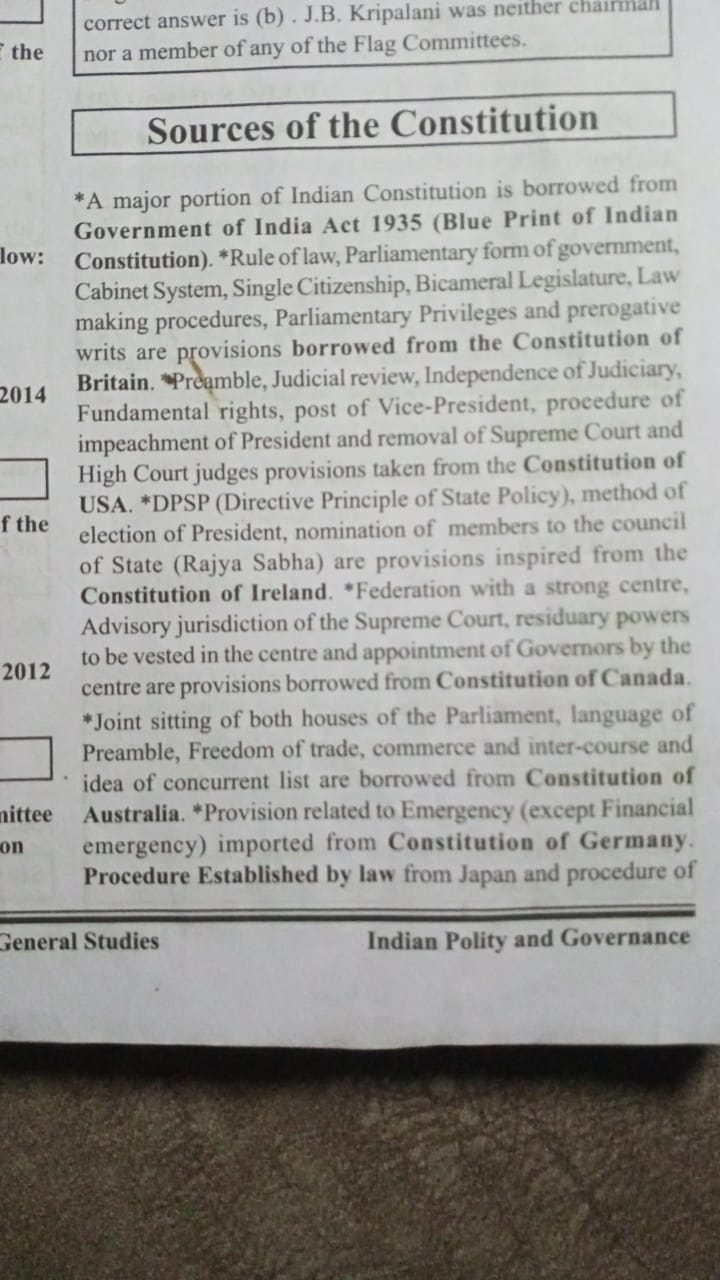 correct answer is (b) . J.B. Kripalani was neither chairman
f the
nor a member of any of the Flag Committees.
Sources of the Constitution
*A major portion of Indian Constitution is borrowed from
Government of India Act 1935 (Blue Print of Indian
low:
Constitution). *Rule of law, Parliamentary form of government,
Cabinet System, Single Citizenship, Bicameral Legislature, Law
making procedures, Parliamentary Privileges and prerogative
writs are provisions borrowed from the Constitution of
2014
Britain. *Preamble, Judicial review, Independence of Judiciary,
Fundamental rights, post of Vice-President, procedure of
impeachment of President and removal of Supreme Court and
High Court judges provisions taken from the Constitution of
USA. *DPSP (Directive Principle of State Policy), method of
f the
election of President, nomination of members to the council
of State (Rajya Sabha) are provisions inspired from the
Constitution of Ireland. *Federation with a strong centre,
Advisory jurisdiction of the Supreme Court, residuary powers
to be vested in the centre and appointment of Governors by the
2012
centre are provisions borrowed from Constitution of Canada.
*Joint sitting of both houses of the Parliament, language of
Preamble, Freedom of trade, commerce and inter-course and
idea of concurrent list are borrowed from Constitution of
nittee
Australia. *Provision related to Emergency (except Financial
on
emergency) imported from Constitution of Germany.
Procedure Established by law from Japan and procedure of
General Studies
Indian Polity and Governance